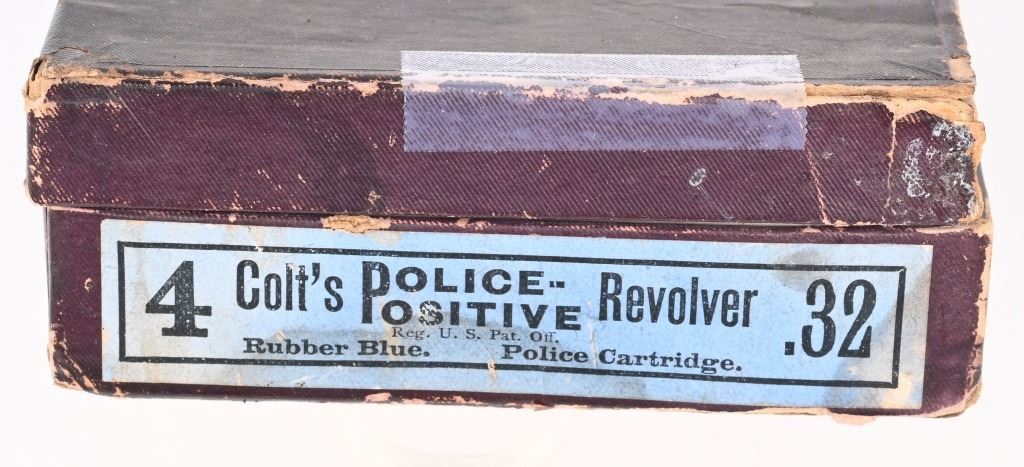 4 Colt's POLICE-POSITIVE Revolver .32
Reg. U. S. Pat. Off.
Rubber Blue. Police Cartridge.